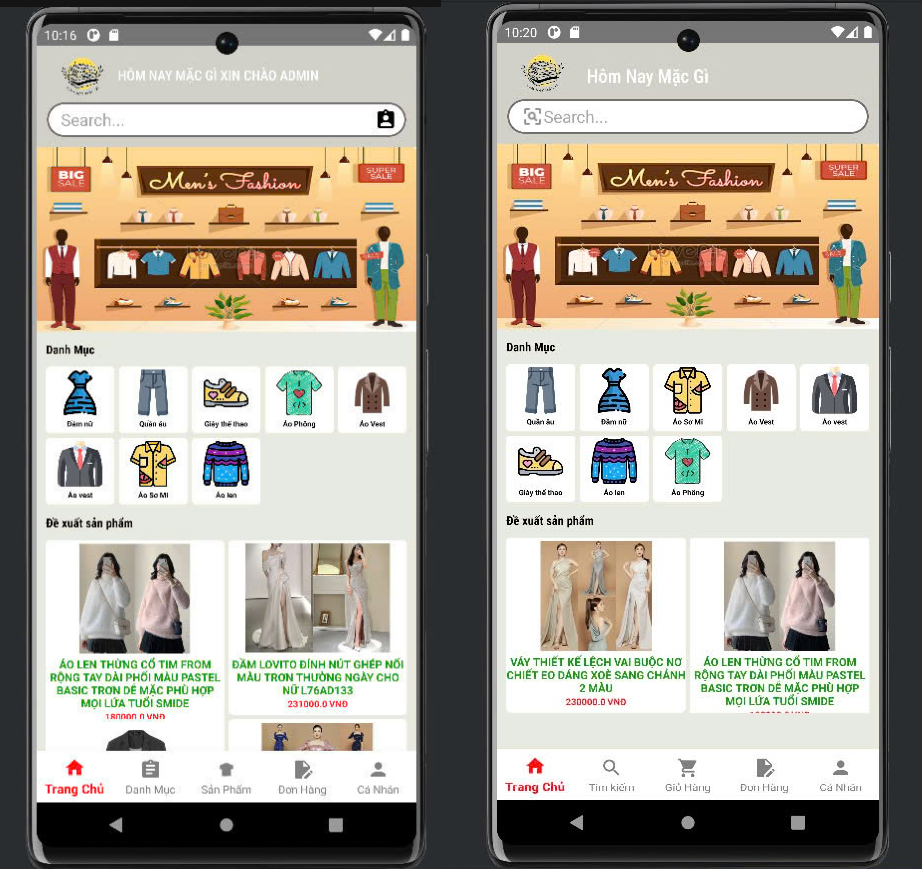 10:16
HÔM NAY MẶC GÌ XIN CHÀO ADMIN
Search...
BIG
SALE
Men's Fashion
SUPER
SALE
Danh Mục
Đầm nữ
Quần âu
Giày thể thao
Áo Phông
Áo Vest
Áo vest
Áo Sơ Mi
Áo len
Đề xuất sản phẩm
ÁO LEN THỪNG CỔ TIM FROM
RỘNG TAY DÀI PHỐI MÀU PASTEL
BASIC TRƠN DỄ MẶC PHÙ HỢP
MỌI LỨA TUỔI SMIDE
180000.0 VNĐ
ĐẦM LOVITO ĐÍNH NÚT GHÉP NỐI
MÀU TRƠN THƯỜNG NGÀY CHO
NỮ L76AD133
231000.0 VNĐ
Trang Chủ
Danh Mục
Sản Phẩm
Đơn Hàng
Cá Nhân
10:20
Hôm Nay Mặc Gì
Search...
BIG
SALE
Men's Fashion
SUPER
SALE
Danh Mục
Quần âu
Đầm nữ
Áo Sơ Mi
Áo Vest
Áo vest
Giày thể thao
Áo len
Áo Phông
Đề xuất sản phẩm
VÁY THIẾT KẾ LỆCH VAI BUỘC NƠ
CHIẾT EO DÁNG XOÈ SANG CHẢNH
2 MÀU
230000.0 VNĐ
ÁO LEN THỪNG CỔ TIM FROM
RỘNG TAY DÀI PHỐI MÀU PASTEL
BASIC TRƠN DỄ MẶC PHÙ HỢP
MỌI LỨA TUỔI SMIDE
Trang Chủ
Tìm kiếm
Giỏ Hàng
Đơn Hàng
Cá Nhân